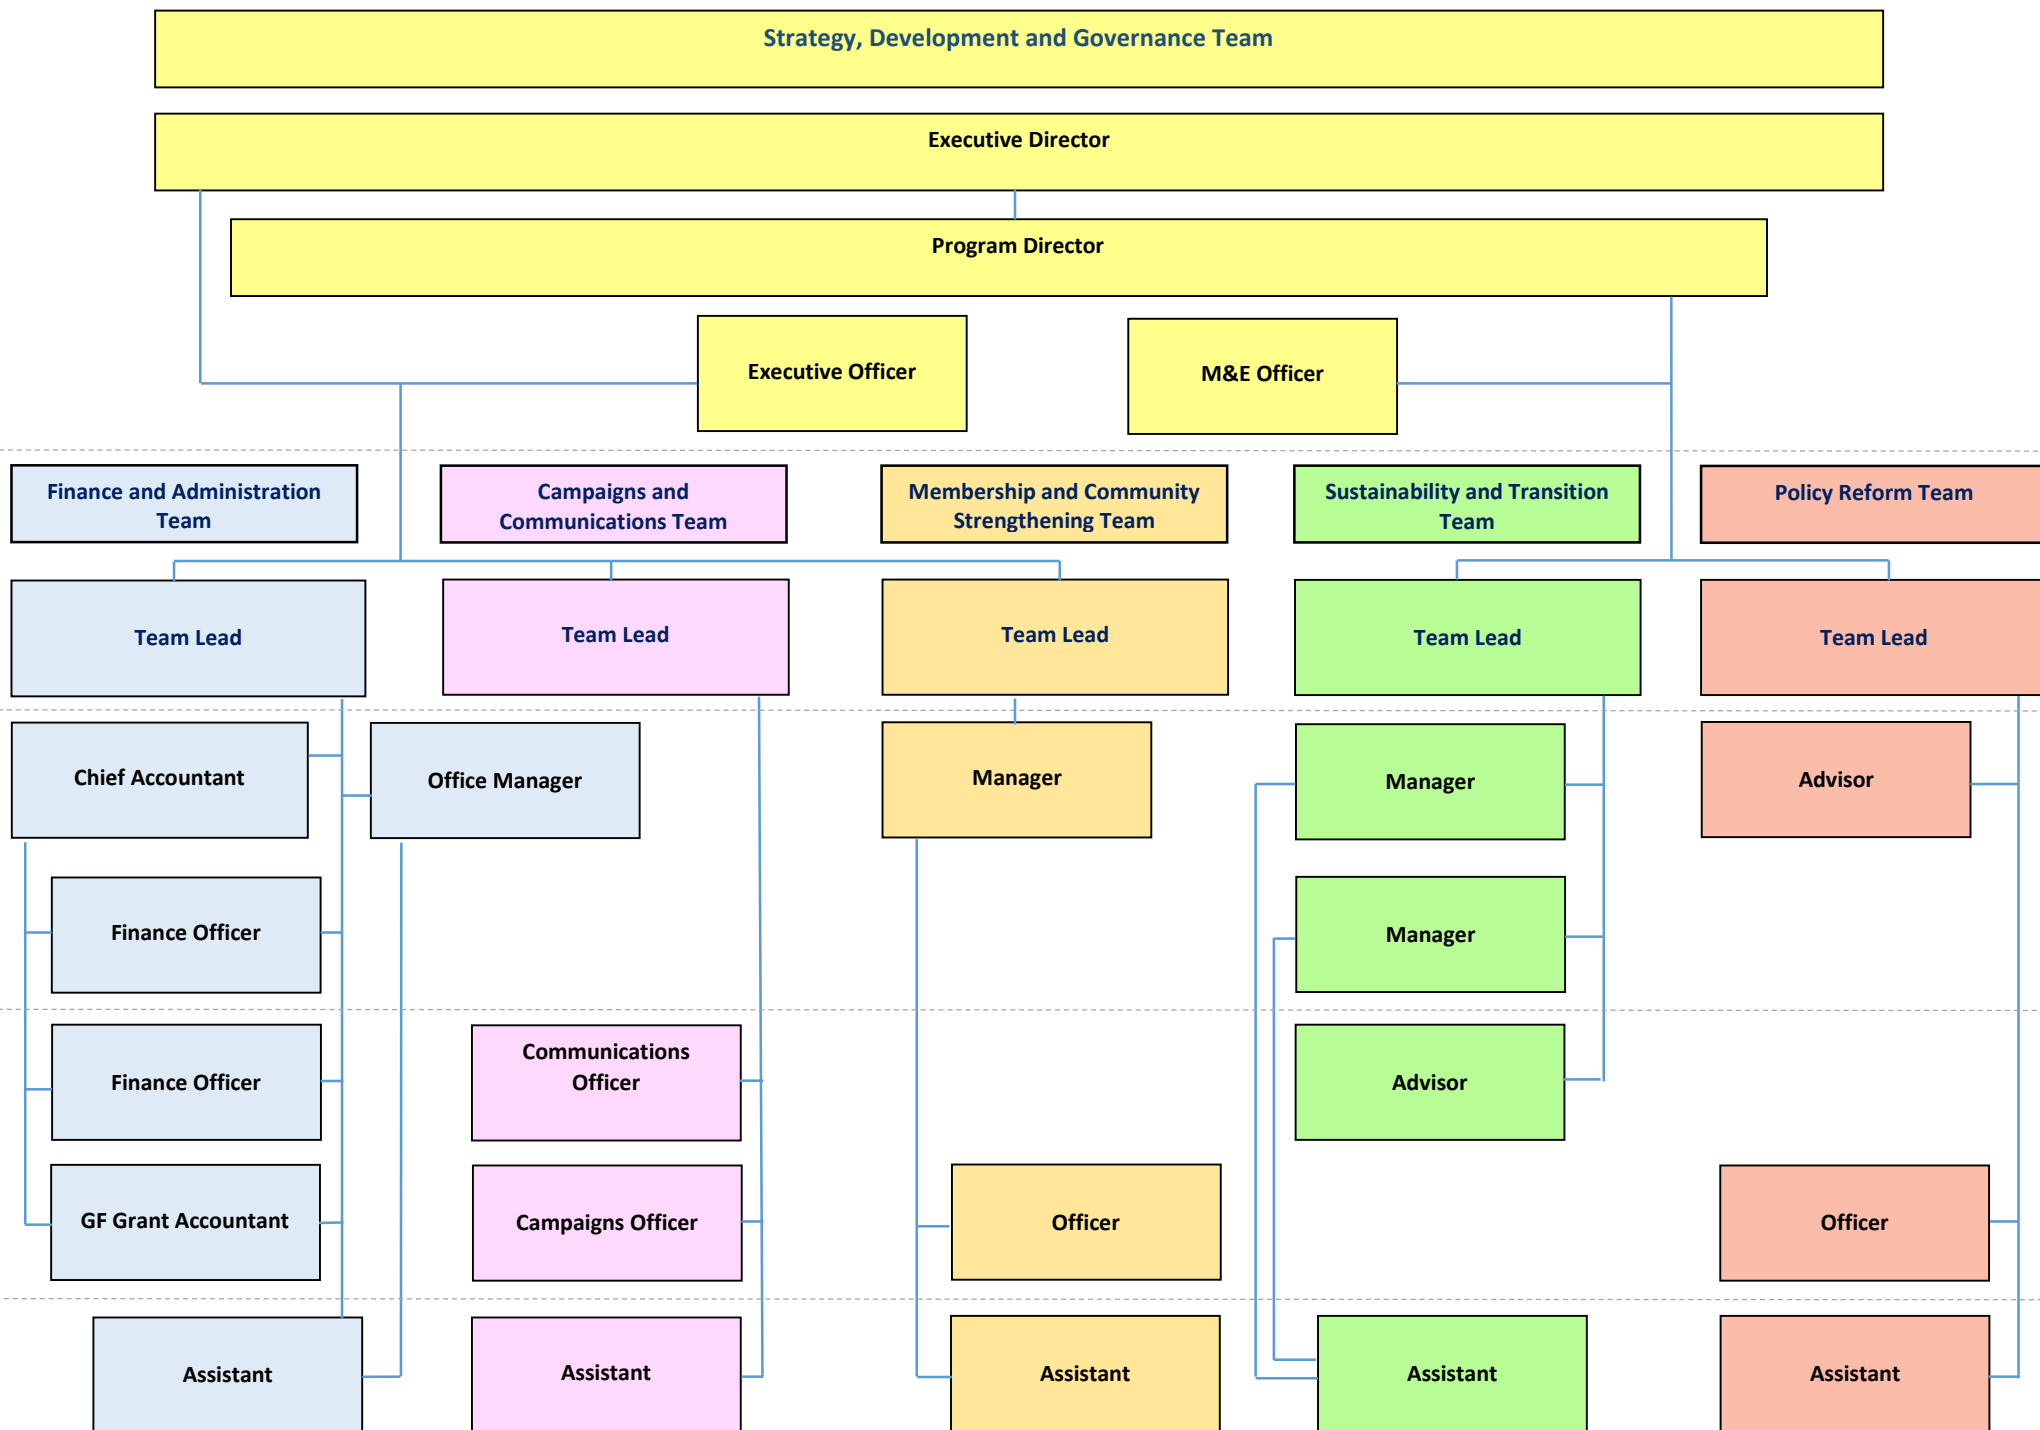 Strategy, Development and Governance Team
Executive Director
Program Director
Executive Officer
M&E Officer
Finance and Administration
Team
Campaigns and
Communications Team
Membership and Community
Strengthening Team
Sustainability and Transition
Team
Policy Reform Team
Team Lead
Team Lead
Team Lead
Team Lead
Team Lead
Chief Accountant
Office Manager
Manager
Manager
Advisor
Finance Officer
Manager
Finance Officer
Communications
Officer
Advisor
GF Grant Accountant
Campaigns Officer
Officer
Officer
Assistant
Assistant
Assistant
Assistant
Assistant